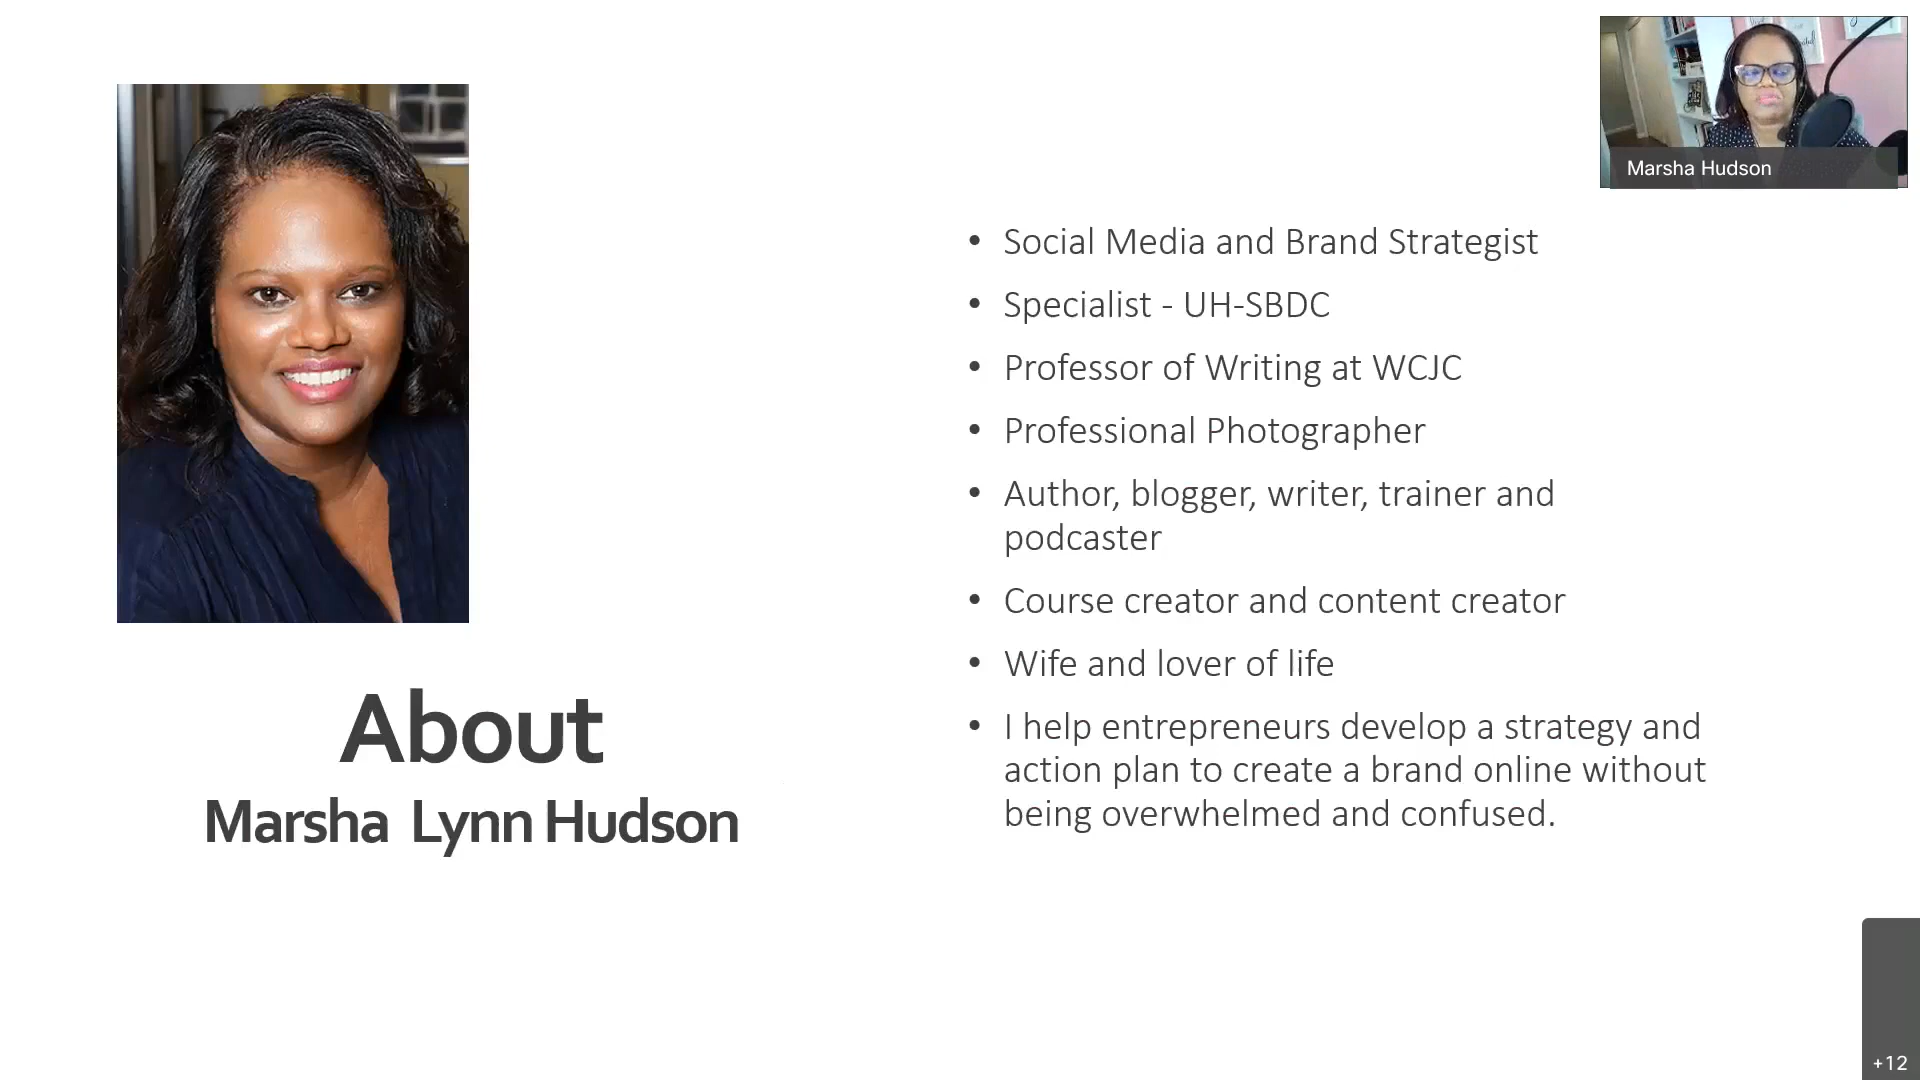 Marsha Hudson
• Social Media and Brand Strategist
• Specialist - UH-SBDC
• Professor of Writing at WCJC
• Professional Photographer
• Author, blogger, writer, trainer and
podcaster
• Course creator and content creator
• Wife and lover of life
• I help entrepreneurs develop a strategy and
action plan to create a brand online without
being overwhelmed and confused.
About
Marsha Lynn Hudson
+12